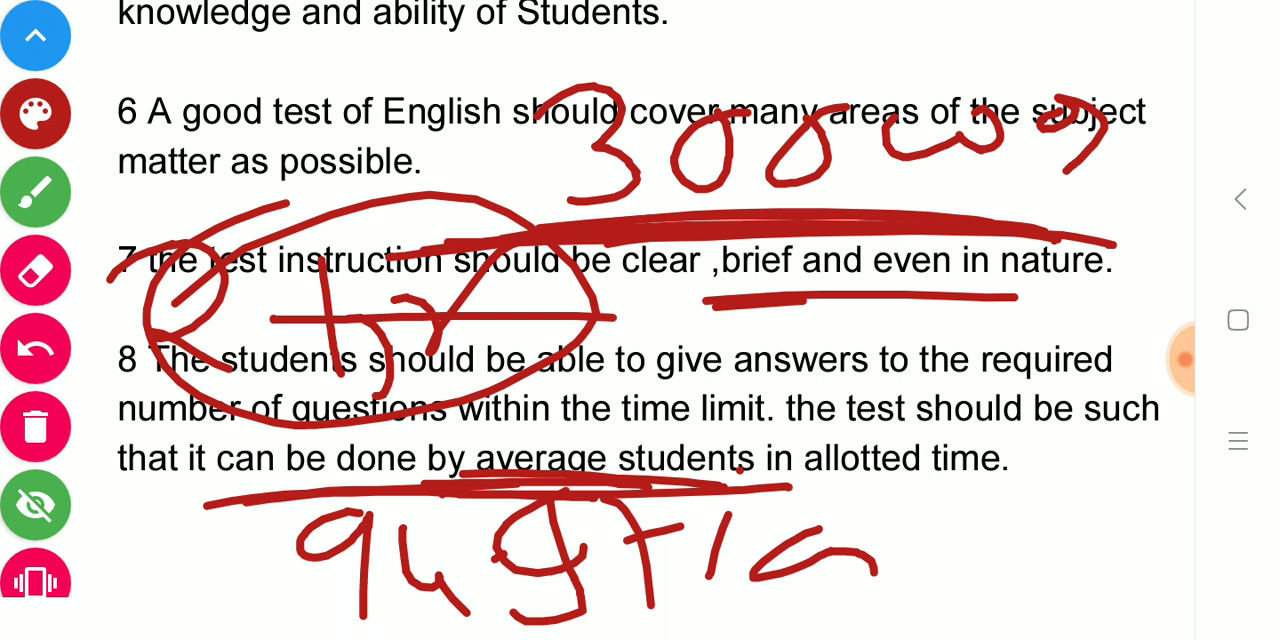 knowledge and ability of Students.
6 A good test of English should cover many areas of the subject
matter as possible.
7 the test instruction should be clear ,brief and even in nature.
8 The students should be able to give answers to the required
number of questions within the time limit. the test should be such
that it can be done by average students in allotted time.